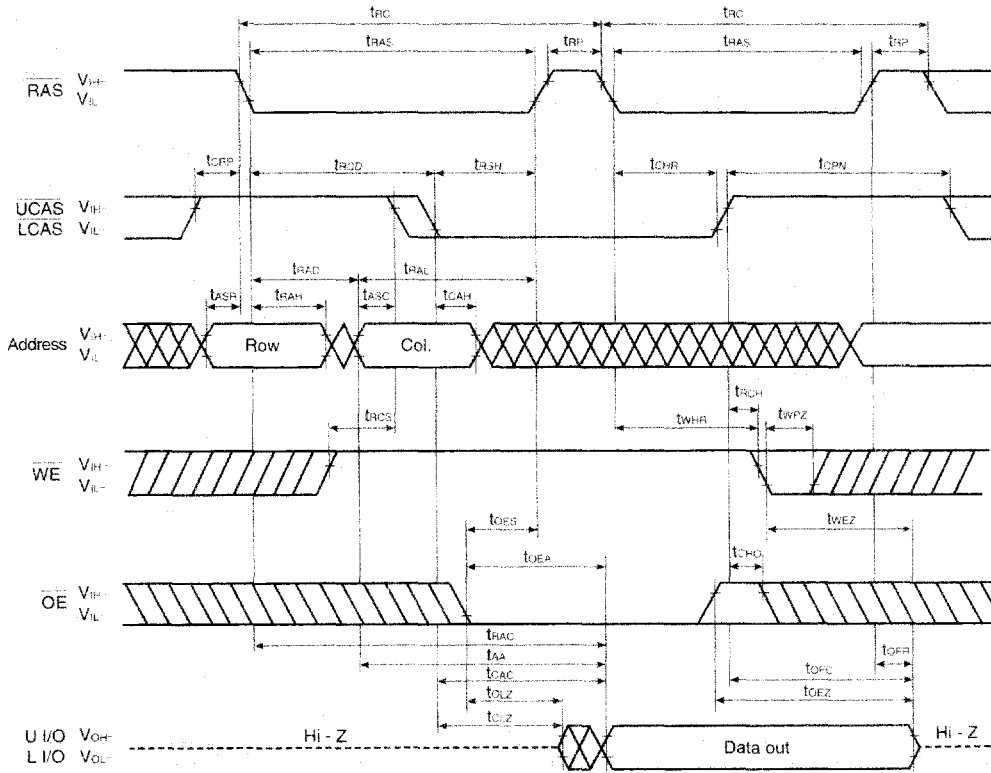 tRC tRC
tRAS tRP tRAS tRP
RAS VIH-
VIL
tCRP tRCD tRSH tCHR tCPN
UCAS VIH-
LCAS VIL-
tRAD tRAL
tASR tRAH tASC tCAH
Address VIH-
VIL
Row Col.
tRCH
tRCS tWHR tWPZ
WE VIH-
VIL-
tOES tWEZ
tOEA tCHO
OE VIH-
VIL-
tRAC
tOFR
tAA
tOFC
tCAC
tOEZ
tOLZ
tCLZ
U I/O VOH-
L I/O VOL-
Hi - Z Data out Hi - Z